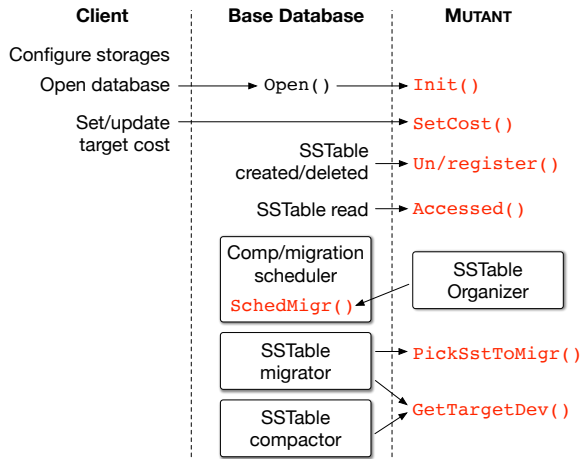 Client Base Database MUTANT
Configure storages
Open database Open() Init()
Set/update
target cost
SetCost()
SSTable
created/deleted
Un/register()
SSTable read Accessed()
Comp/migration
scheduler
SchedMigr()
SSTable
Organizer
SSTable
migrator
PickSstToMigr()
GetTargetDev()
SSTable
compactor